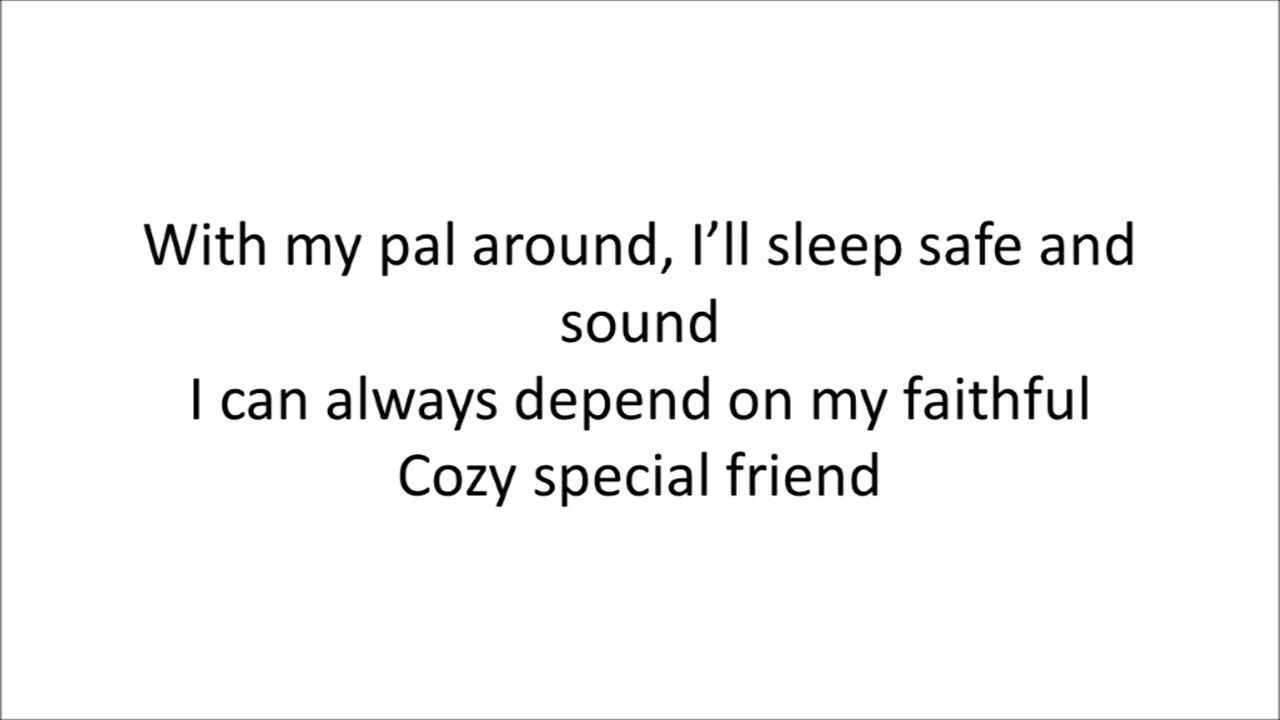 With my pal around, I’ll sleep safe and
sound
I can always depend on my faithful
Cozy special friend